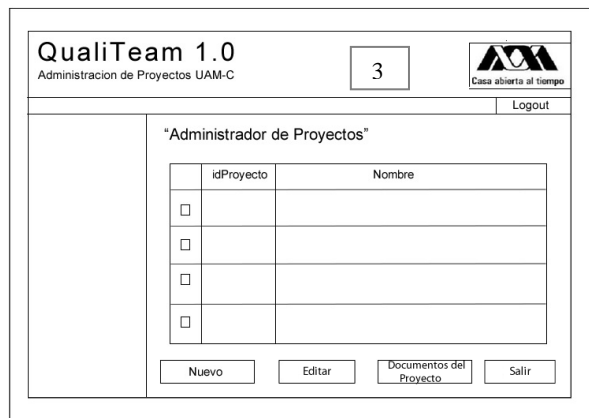 QualiTeam 1.0
Administracion de Proyectos UAM-C
3
Casa abierta al tiempo
Logout
“Administrador de Proyectos”
idProyecto Nombre
Nuevo Editar Documentos del Proyecto Salir